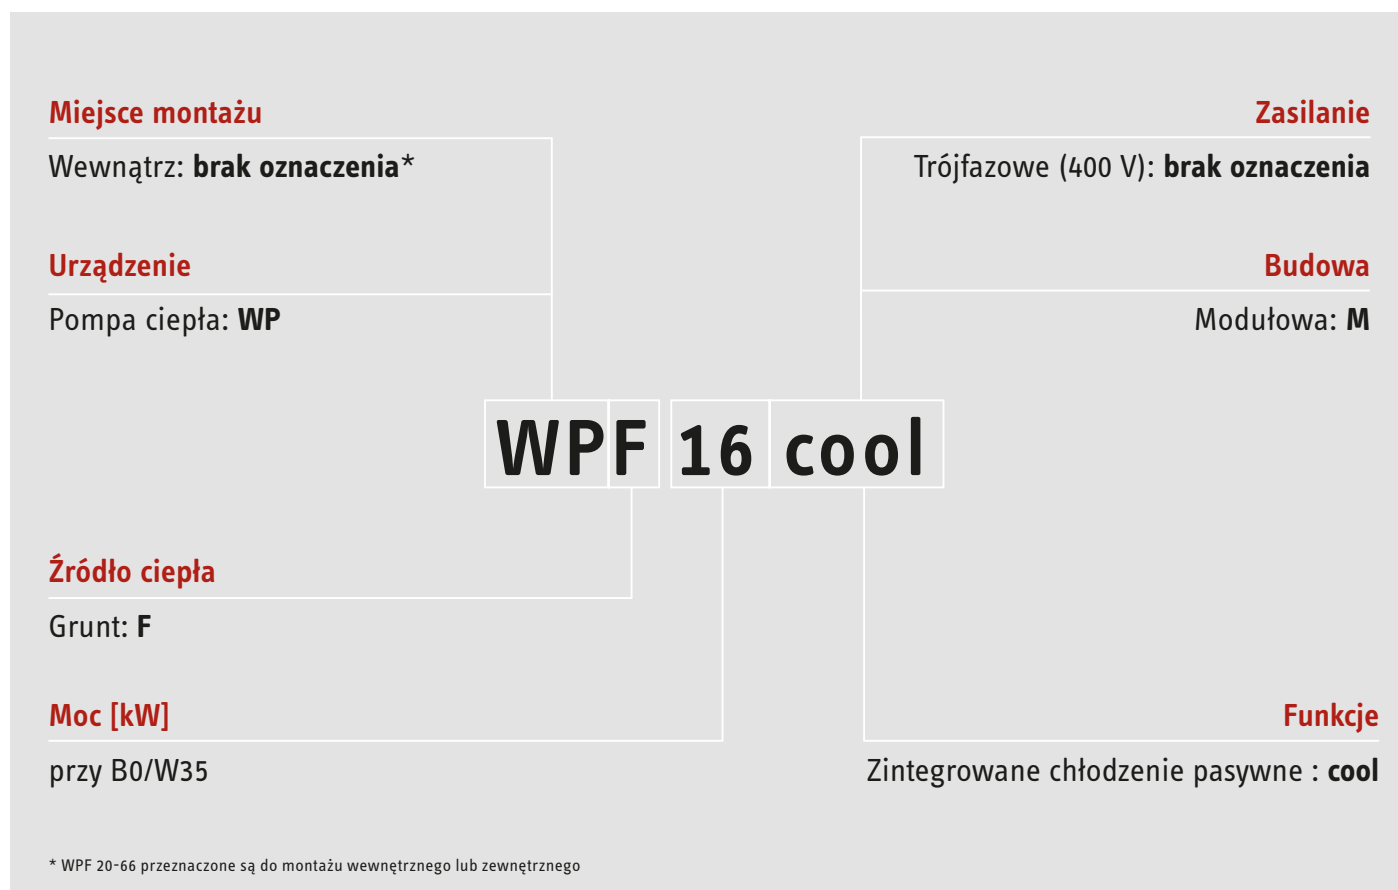 Miejsce montażu
Wewnątrz: brak oznaczenia*
Zasilanie
Trójfazowe (400 V): brak oznaczenia
Urządzenie
Pompa ciepła: WP
Budowa
Modułowa: M
WPF 16 cool
Źródło ciepła
Grunt: F
Moc [kW]
przy B0/W35
Funkcje
Zintegrowane chłodzenie pasywne : cool
* WPF 20-66 przeznaczone są do montażu wewnętrznego lub zewnętrznego